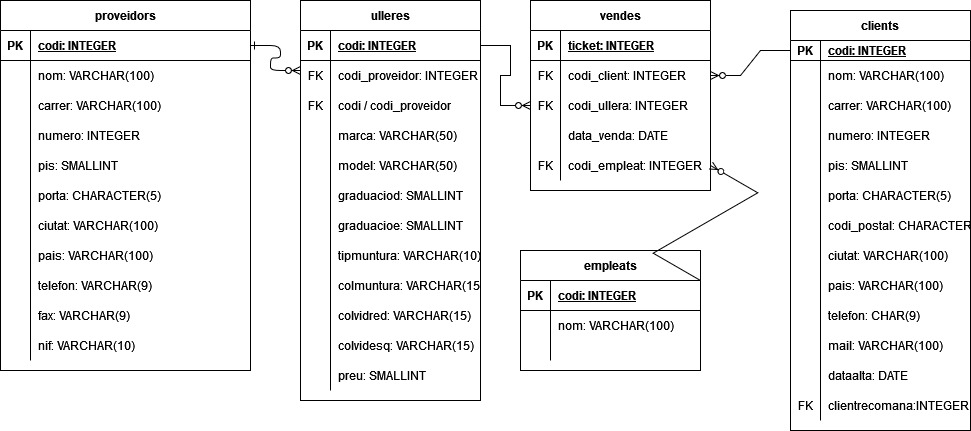 proveidors
PK codi: INTEGER
nom: VARCHAR(100)
carrer: VARCHAR(100)
numero: INTEGER
pis: SMALLINT
porta: CHARACTER(5)
ciutat: VARCHAR(100)
pais: VARCHAR(100)
telefon: VARCHAR(9)
fax: VARCHAR(9)
nif: VARCHAR(10)
ulleres
PK codi: INTEGER
FK codi_proveidor: INTEGER
FK codi / codi_proveidor
marca: VARCHAR(50)
model: VARCHAR(50)
graduaciod: SMALLINT
graduacioe: SMALLINT
tipmuntura: VARCHAR(10)
colmuntura: VARCHAR(15
colvidred: VARCHAR(15)
colvidesq: VARCHAR(15)
preu: SMALLINT
vendes
PK ticket: INTEGER
FK codi_client: INTEGER
FK codi_ullera: INTEGER
data_venda: DATE
FK codi_empleat: INTEGER
empleats
PK codi: INTEGER
nom: VARCHAR(100)
clients
PK codi: INTEGER
nom: VARCHAR(100)
carrer: VARCHAR(100)
numero: INTEGER
pis: SMALLINT
porta: CHARACTER(5)
codi_postal: CHARACTER
ciutat: VARCHAR(100)
pais: VARCHAR(100)
telefon: CHAR(9)
mail: VARCHAR(100)
dataalta: DATE
FK clientrecomana:INTEGER